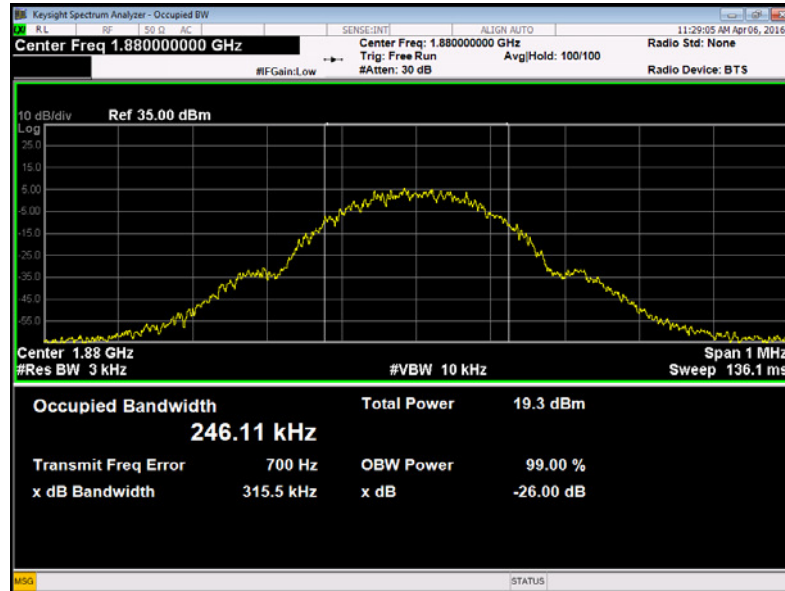 Keysight Spectrum Analyzer - Occupied BW
RL RF 50 Ω AC SENSE:INT ALIGN AUTO 11:29:05 AM Apr 06, 2016
Center Freq 1.880000000 GHz Center Freq: 1.880000000 GHz Radio Std: None
Trig: Free Run Avg|Hold: 100/100
#IFGain:Low #Atten: 30 dB Radio Device: BTS
10 dB/div Ref 35.00 dBm
Log
25.0
15.0
5.00
-5.00
-15.0
-25.0
-35.0
-45.0
-55.0
Center 1.88 GHz Span 1 MHz
#Res BW 3 kHz #VBW 10 kHz Sweep 136.1 ms
Occupied Bandwidth Total Power 19.3 dBm
246.11 kHz
Transmit Freq Error 700 Hz OBW Power 99.00 %
x dB Bandwidth 315.5 kHz x dB -26.00 dB
MSG STATUS